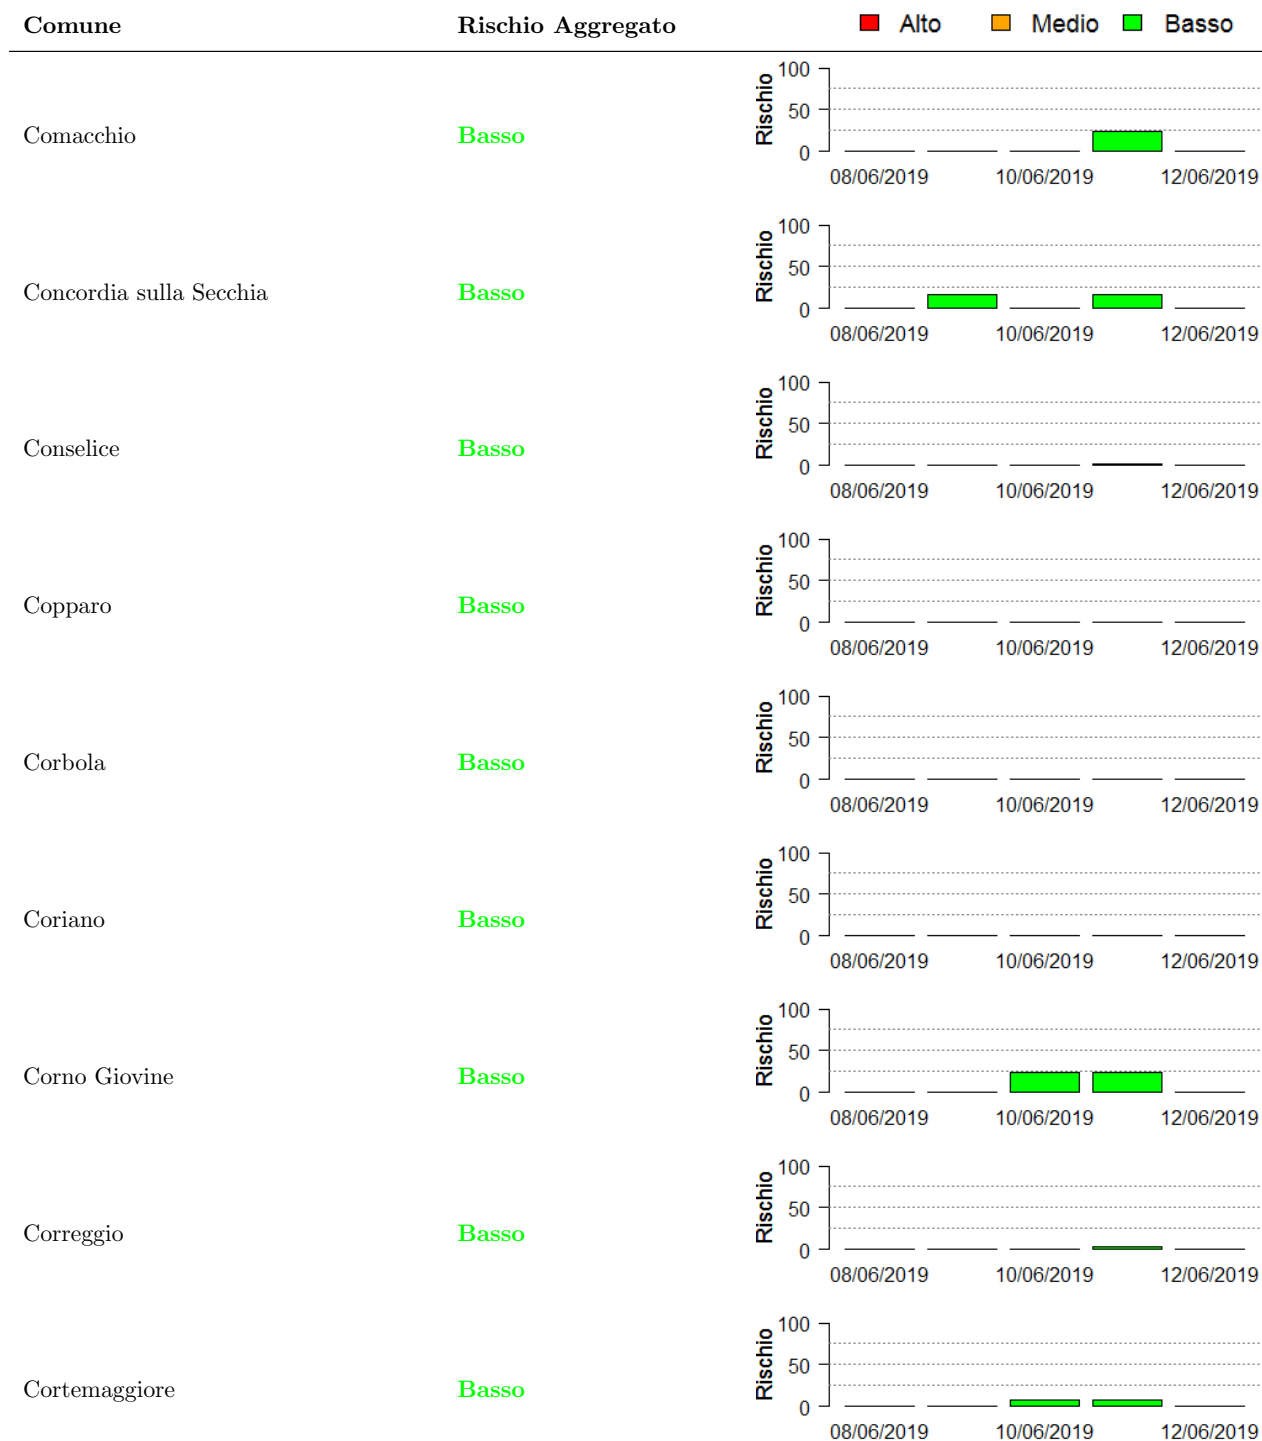 Comune Rischio Aggregato Alto Medio Basso
Comacchio Basso Rischio 100 50 0
08/06/2019 10/06/2019 12/06/2019
Concordia sulla Secchia Basso Rischio 100 50 0
08/06/2019 10/06/2019 12/06/2019
Conselice Basso Rischio 100 50 0
08/06/2019 10/06/2019 12/06/2019
Copparo Basso Rischio 100 50 0
08/06/2019 10/06/2019 12/06/2019
Corbola Basso Rischio 100 50 0
08/06/2019 10/06/2019 12/06/2019
Coriano Basso Rischio 100 50 0
08/06/2019 10/06/2019 12/06/2019
Corno Giovine Basso Rischio 100 50 0
08/06/2019 10/06/2019 12/06/2019
Correggio Basso Rischio 100 50 0
08/06/2019 10/06/2019 12/06/2019
Cortemaggiore Basso Rischio 100 50 0
08/06/2019 10/06/2019 12/06/2019